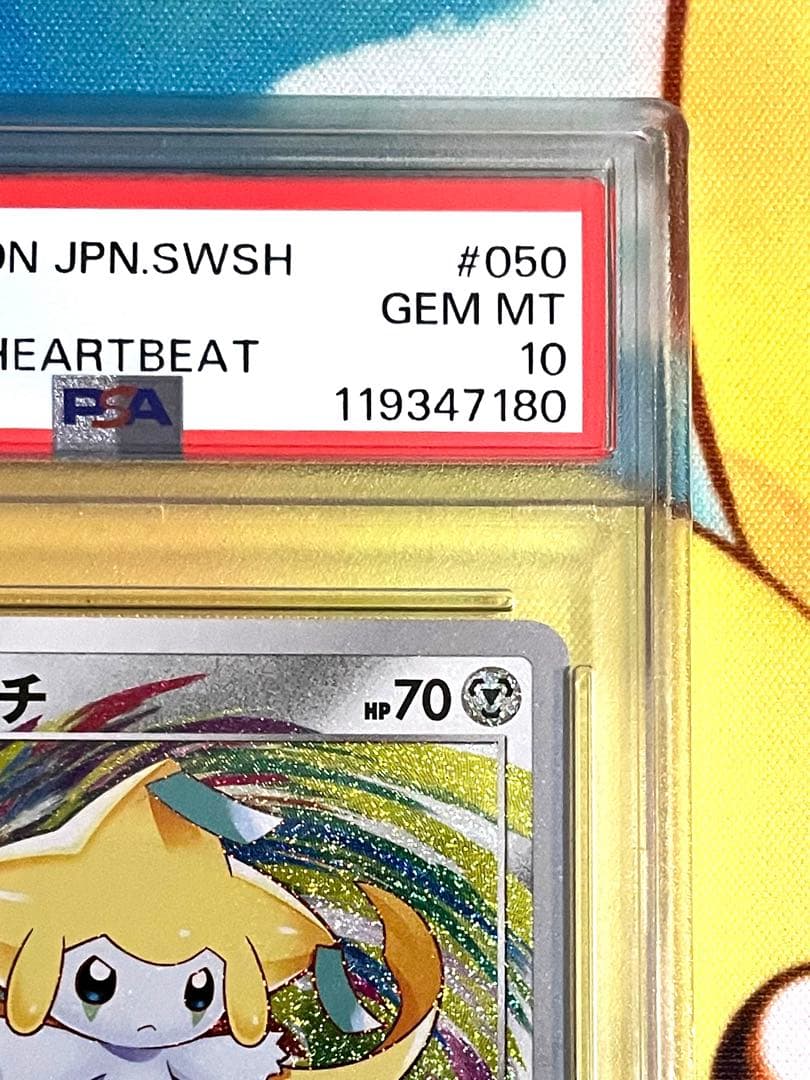 ON JPN.SWSH #050
GEM MT
HEARTBEAT 10
PSA 119347180
チ HP70